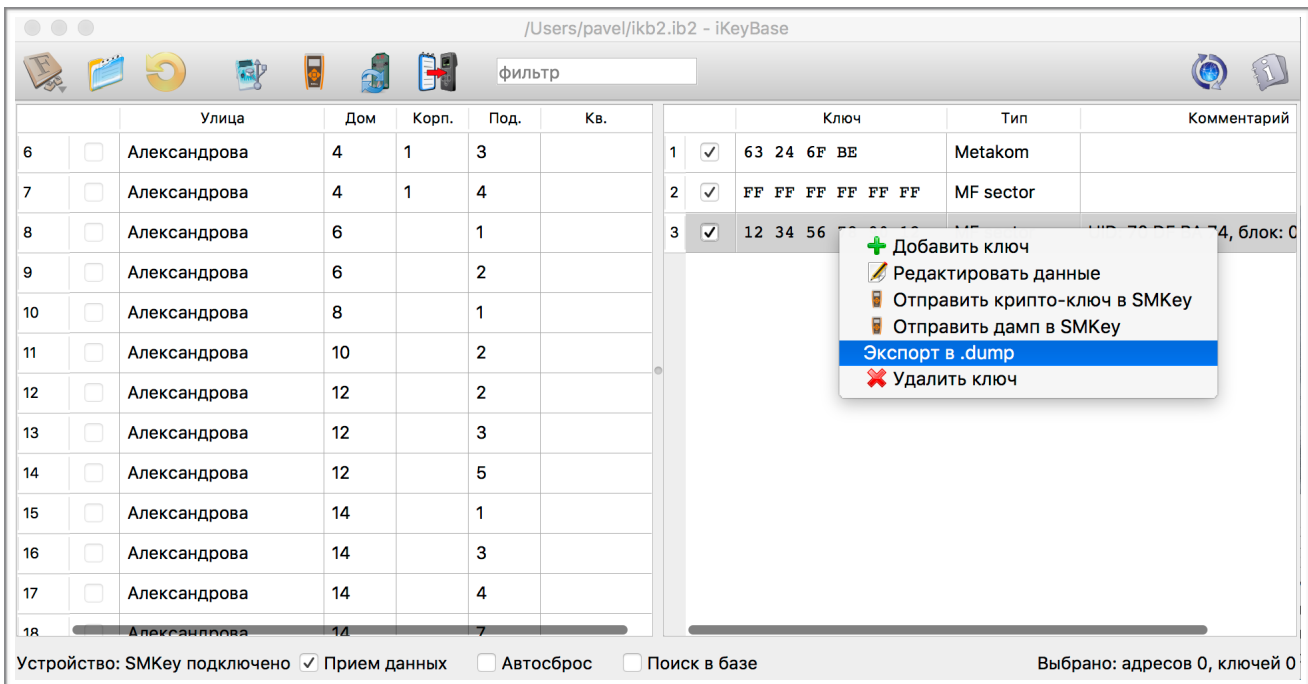 /Users/pavel/ikb2.ib2 - iKeyBase
фильтр
Улица Дом Корп. Под. Кв. Ключ Тип Комментарий
6 Александрова 4 1 3 1 63 24 6F BE Metakom
7 Александрова 4 1 4 2 FF FF FF FF FF FF MF sector
8 Александрова 6 1 3 12 34 56
Добавить ключ
9 Александрова 6 2 Редактировать данные
10 Александрова 8 1 Отправить крипто-ключ в SMKey
Отправить дамп в SMKey
11 Александрова 10 2 Экспорт в .dump
Удалить ключ
12 Александрова 12 2
13 Александрова 12 3
14 Александрова 12 5
15 Александрова 14 1
16 Александрова 14 3
17 Александрова 14 4
18 Александрова 14 7
Устройство: SMKey подключено Прием данных Автосброс Поиск в базе Выбрано: адресов 0, ключей 0